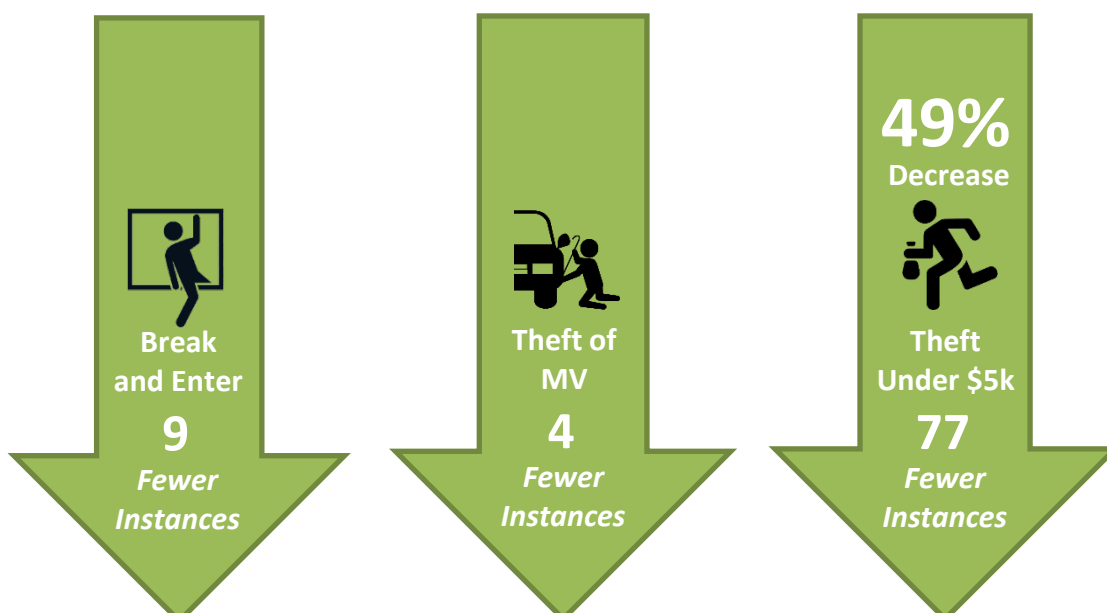 Break
and Enter
9
Fewer
Instances
Theft of
MV
4
Fewer
Instances
49%
Decrease
Theft
Under $5k
77
Fewer
Instances